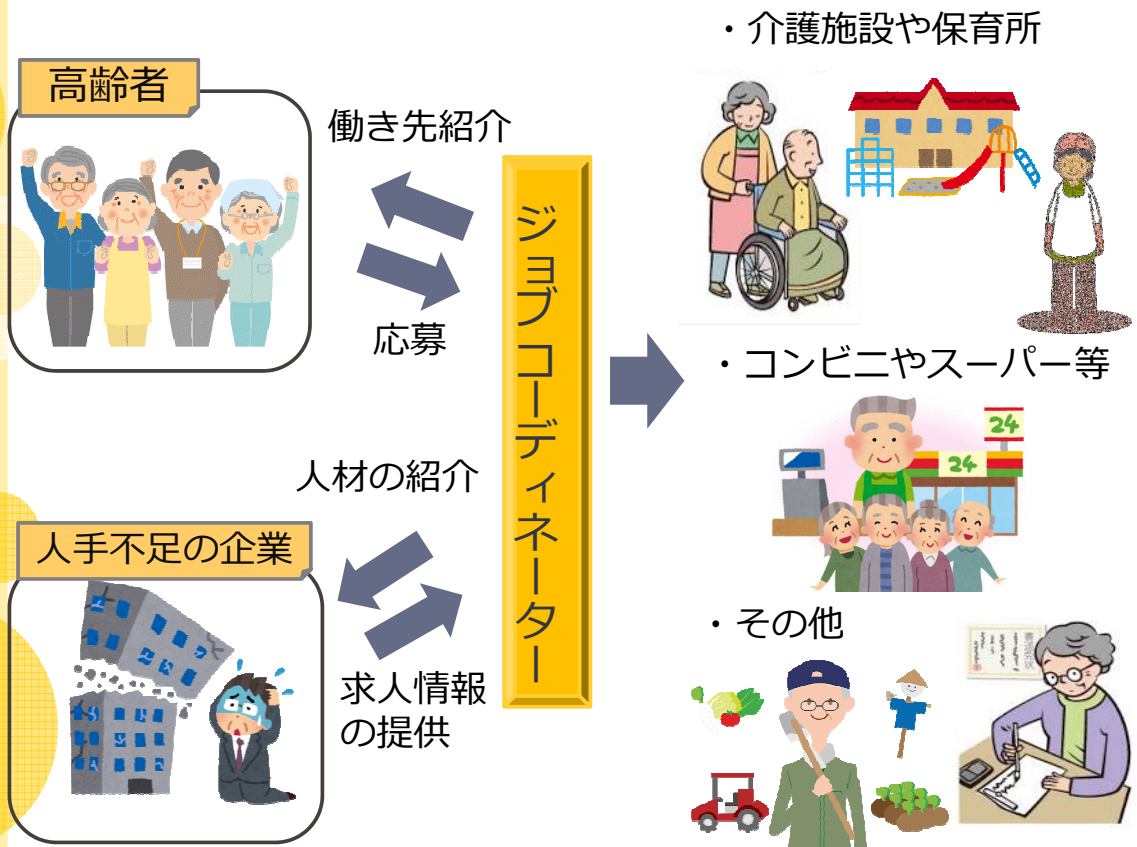 高齢者
働き先紹介
応募
人材の紹介
人手不足の企業
求人情報
の提供
ジョブコーディネーター
・介護施設や保育所
・コンビニやスーパー等
24
24
・その他